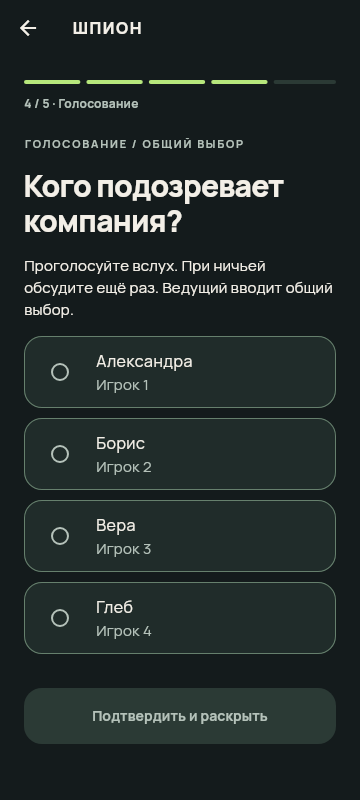 ШПИОН
4 / 5 · Голосование
ГОЛОСОВАНИЕ / ОБЩИЙ ВЫБОР
Кого подозревает
компания?
Проголосуйте вслух. При ничьей
обсудите ещё раз. Ведущий вводит общий
выбор.
Александра
Игрок 1
Борис
Игрок 2
Вера
Игрок 3
Глеб
Игрок 4
Подтвердить и раскрыть